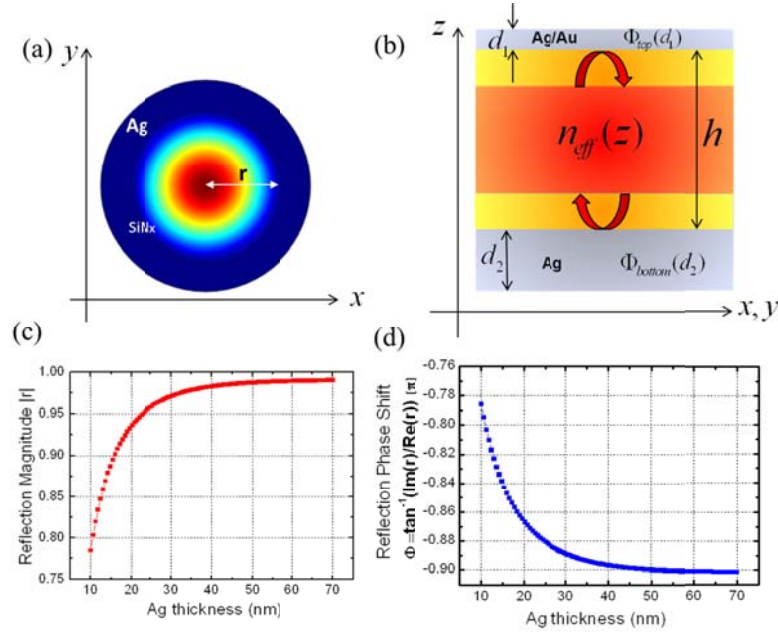 (a)
y
Ag
r
SiNx
x
(b)
z
d1
Ag/Au
Φtop(d1)
neff(z)
h
d2
Ag
Φbottom(d2)
x, y
(c)
1.00
0.95
0.90
0.85
0.80
0.75
Reflection Magnitude |r|
10 20 30 40 50 60 70
Ag thickness (nm)
(d)
-0.76
-0.78
-0.80
-0.82
-0.84
-0.86
-0.88
-0.90
Reflection Phase Shift
Φ=tan-1(Im(r)/Re(r)) [π]
10 20 30 40 50 60 70
Ag thickness (nm)